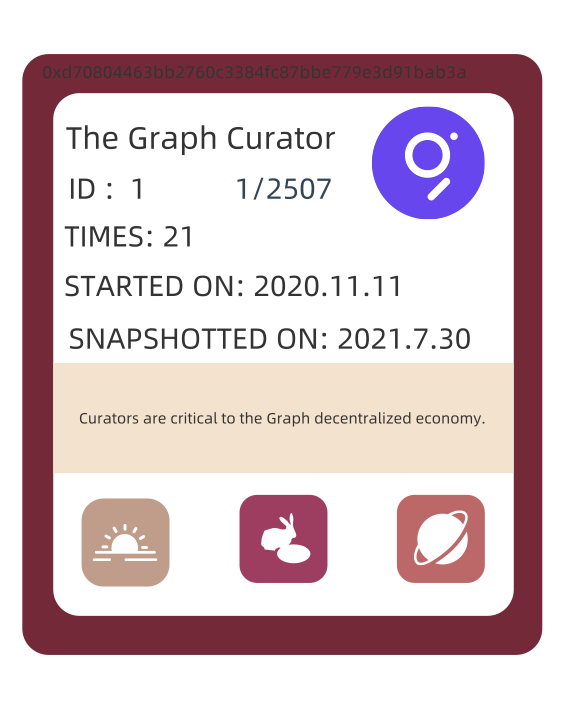 0xd70804463bb2760c3384fc87bbe779e3d91bab3a
The Graph Curator
ID : 1 1/2507
TIMES: 21
STARTED ON: 2020.11.11
SNAPSHOTTED ON: 2021.7.30
Curators are critical to the Graph decentralized economy.